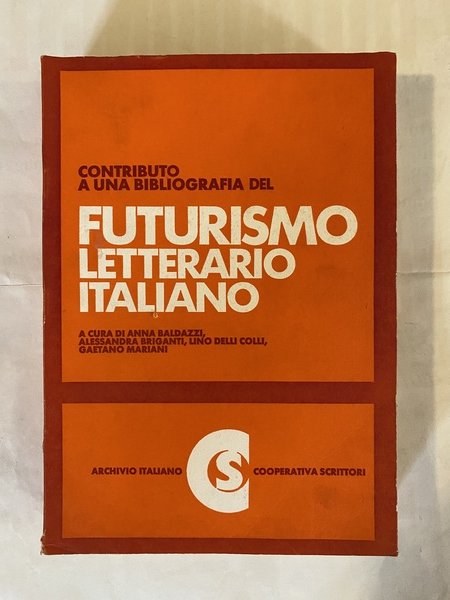 CONTRIBUTO
A UNA BIBLIOGRAFIA DEL
FUTURISMO
LETTERARIO
ITALIANO
A CURA DI ANNA BALDAZZI,
ALESSANDRA BRIGANTI, LINO DELLI COLLI,
GAETANO MARIANI
ARCHIVIO ITALIANO CS COOPERATIVA SCRITTORI